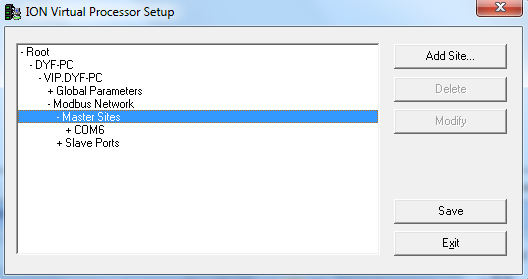 ION Virtual Processor Setup
- Root
- DYF-PC
- VIP.DYF-PC
+ Global Parameters
- Modbus Network
- Master Sites
+ COM6
+ Slave Ports
Add Site...
Delete
Modify
Save
Exit